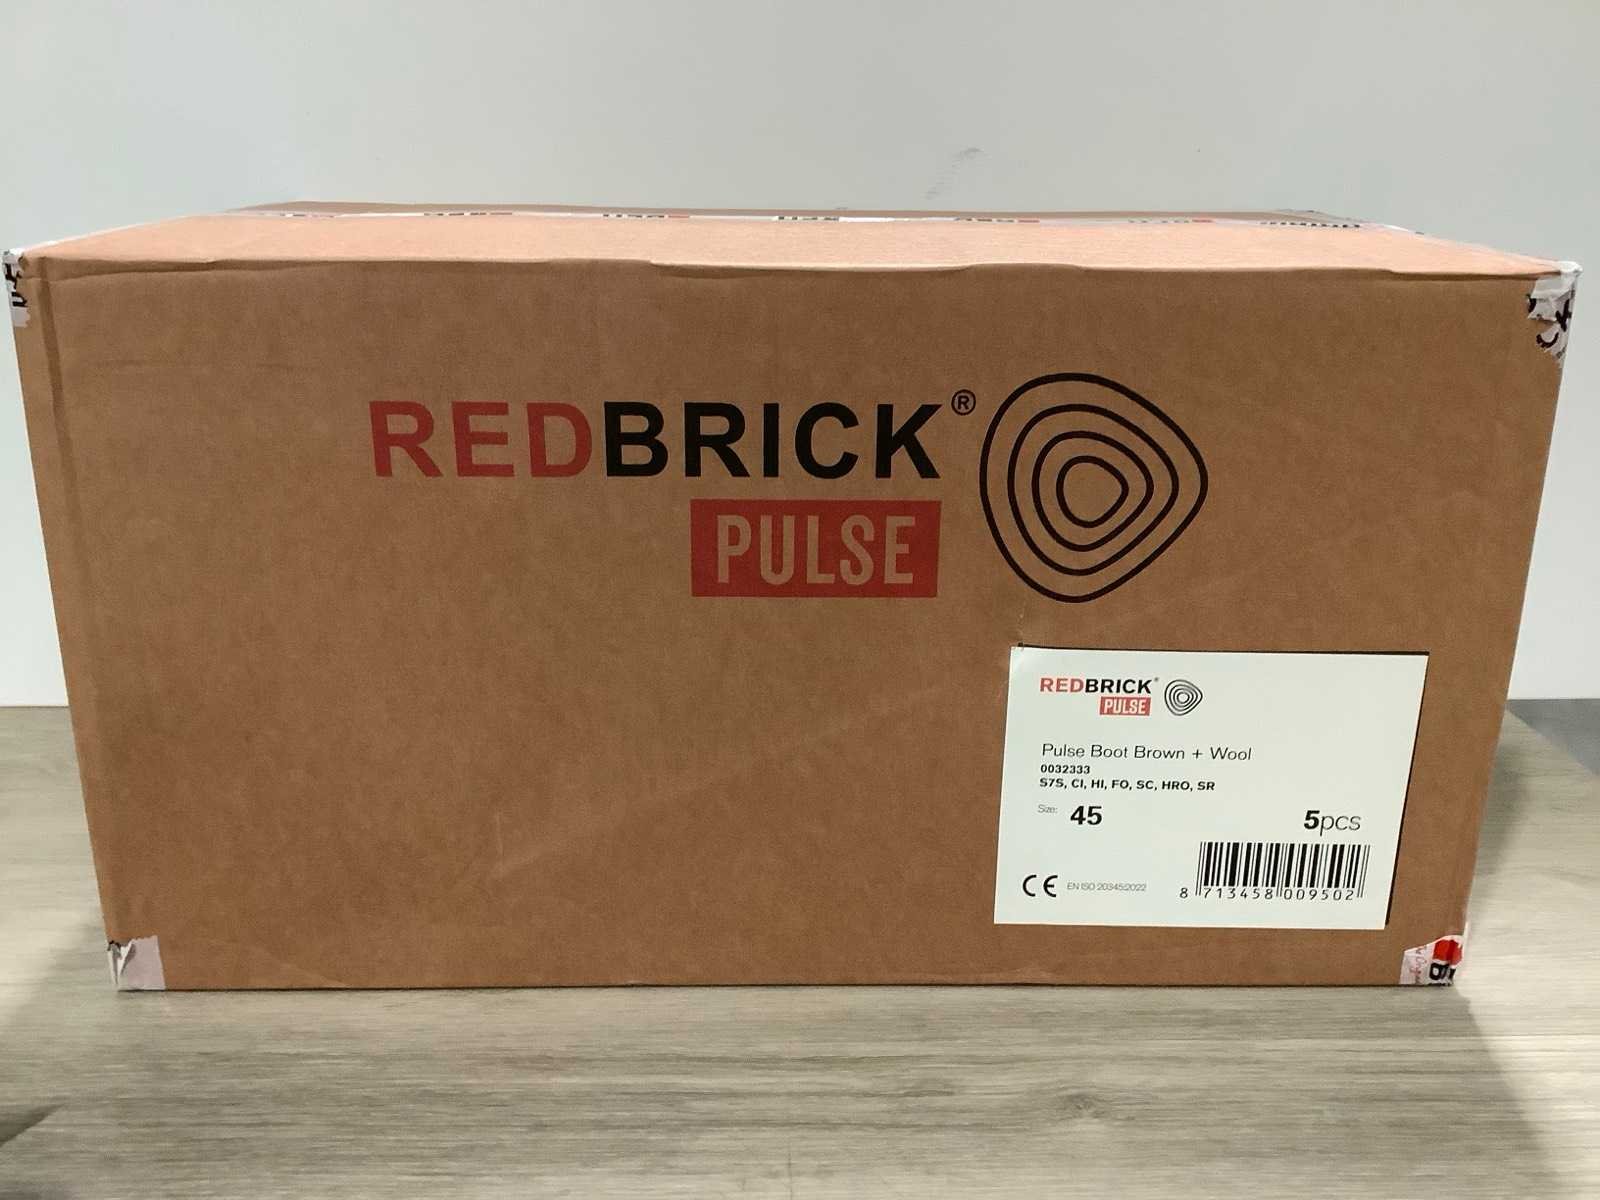 REDBRICK®
PULSE
REDBRICK®
PULSE
Pulse Boot Brown + Wool
0032333
S7S, CI, HI, FO, SC, HRO, SR
Size: 45
5pcs
CE EN ISO 20345:2022
8 713458 009502